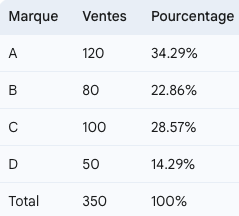 Marque Ventes Pourcentage
A 120 34.29%
B 80 22.86%
C 100 28.57%
D 50 14.29%
Total 350 100%